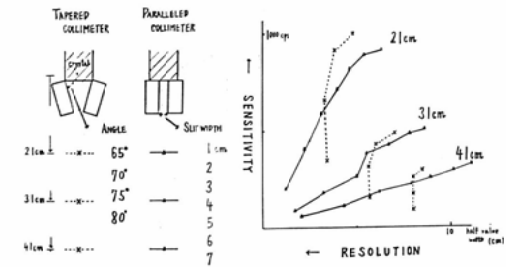 TAPERED COLLIMETER
PARALLELED COLLIMETER
crystal
ANGLE
SLIT WIDTH
21cm
31cm
41cm
65°
70°
75°
80°
1 cm
2
3
4
5
6
7
1000 cp
← SENSITIVITY
21cm
31cm
41cm
10
half value width (cm)
← RESOLUTION